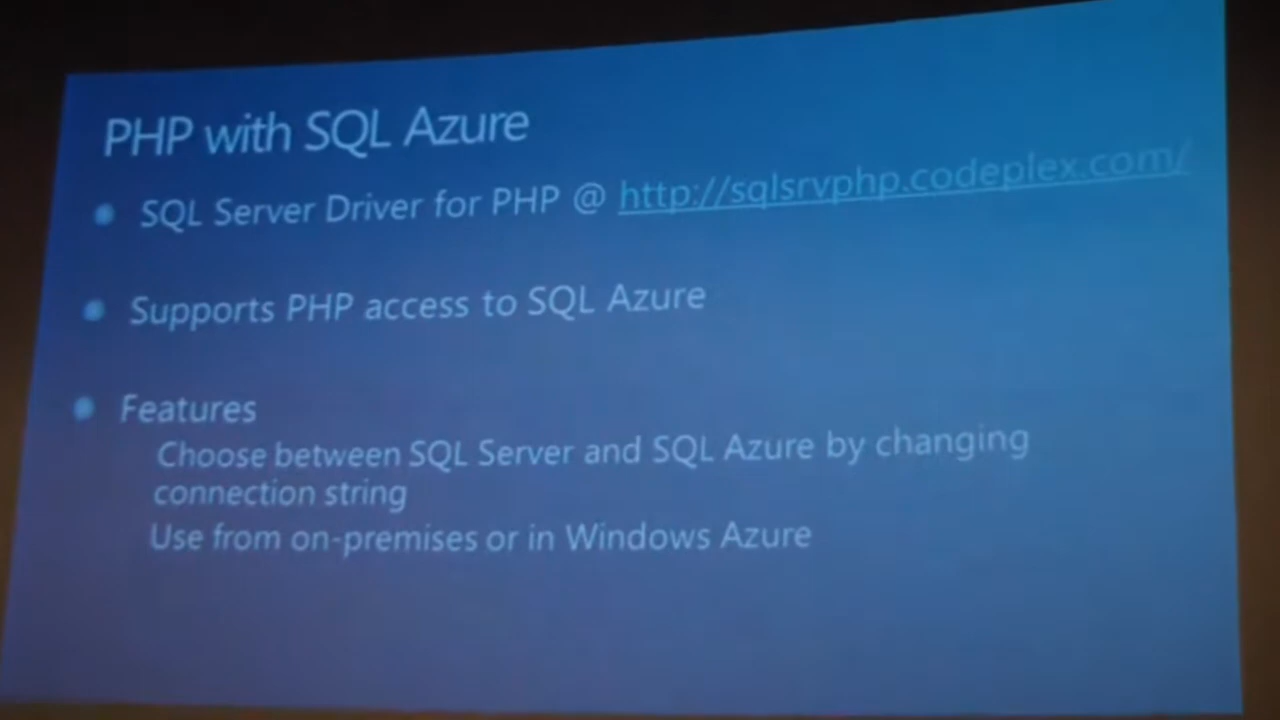 PHP with SQL Azure
SQL Server Driver for PHP @ http://sqlsrvphp.codeplex.com/
Supports PHP access to SQL Azure
Features
Choose between SQL Server and SQL Azure by changing
connection string
Use from on-premises or in Windows Azure